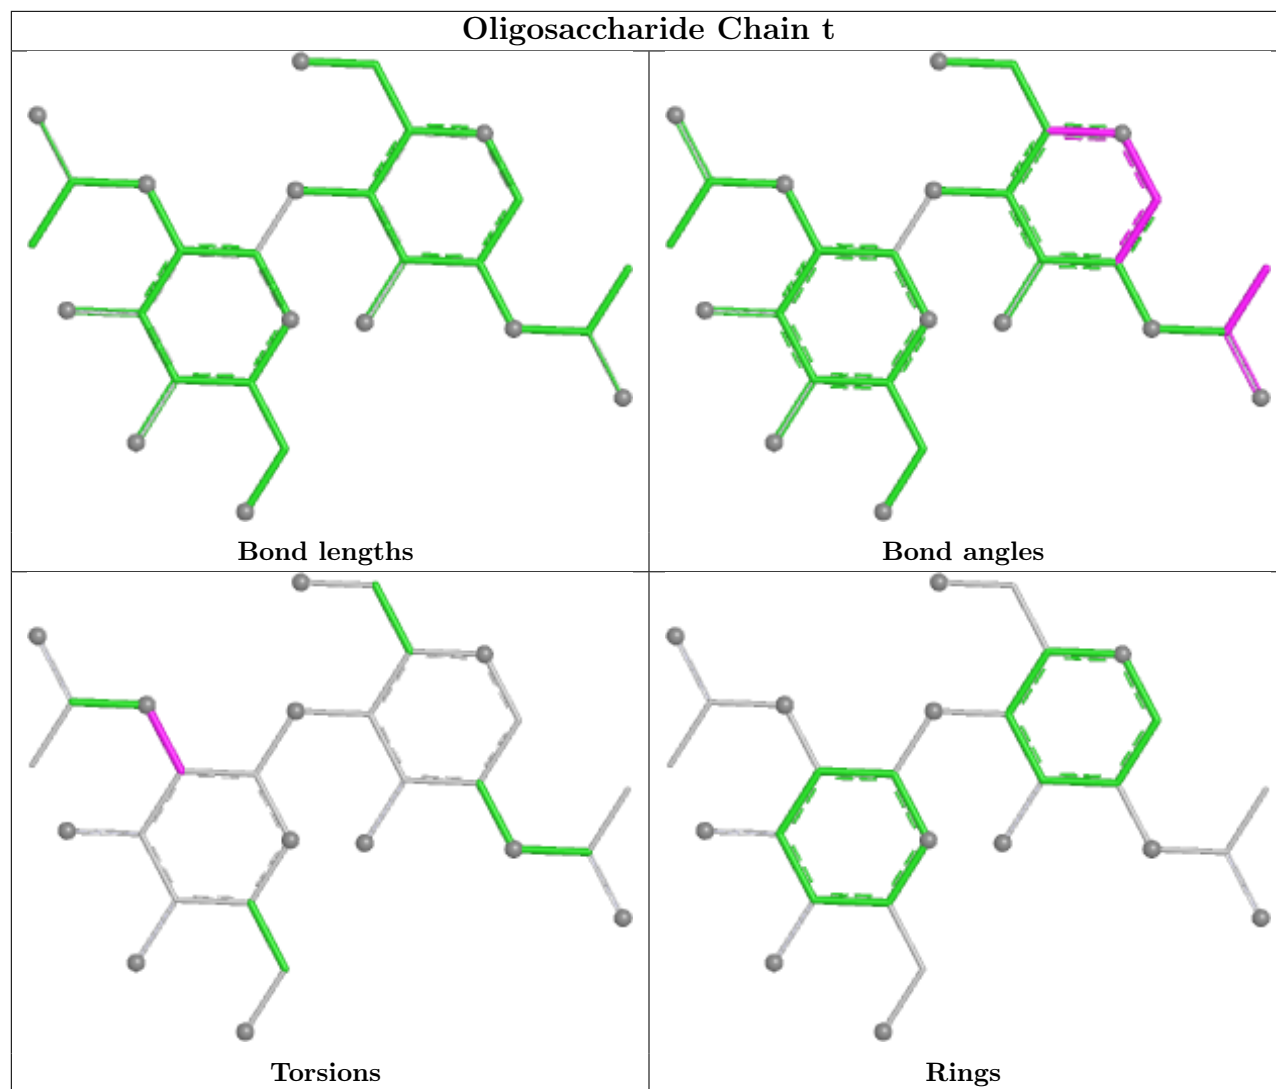 Oligosaccharide Chain t
Bond lengths
Bond angles
Torsions
Rings